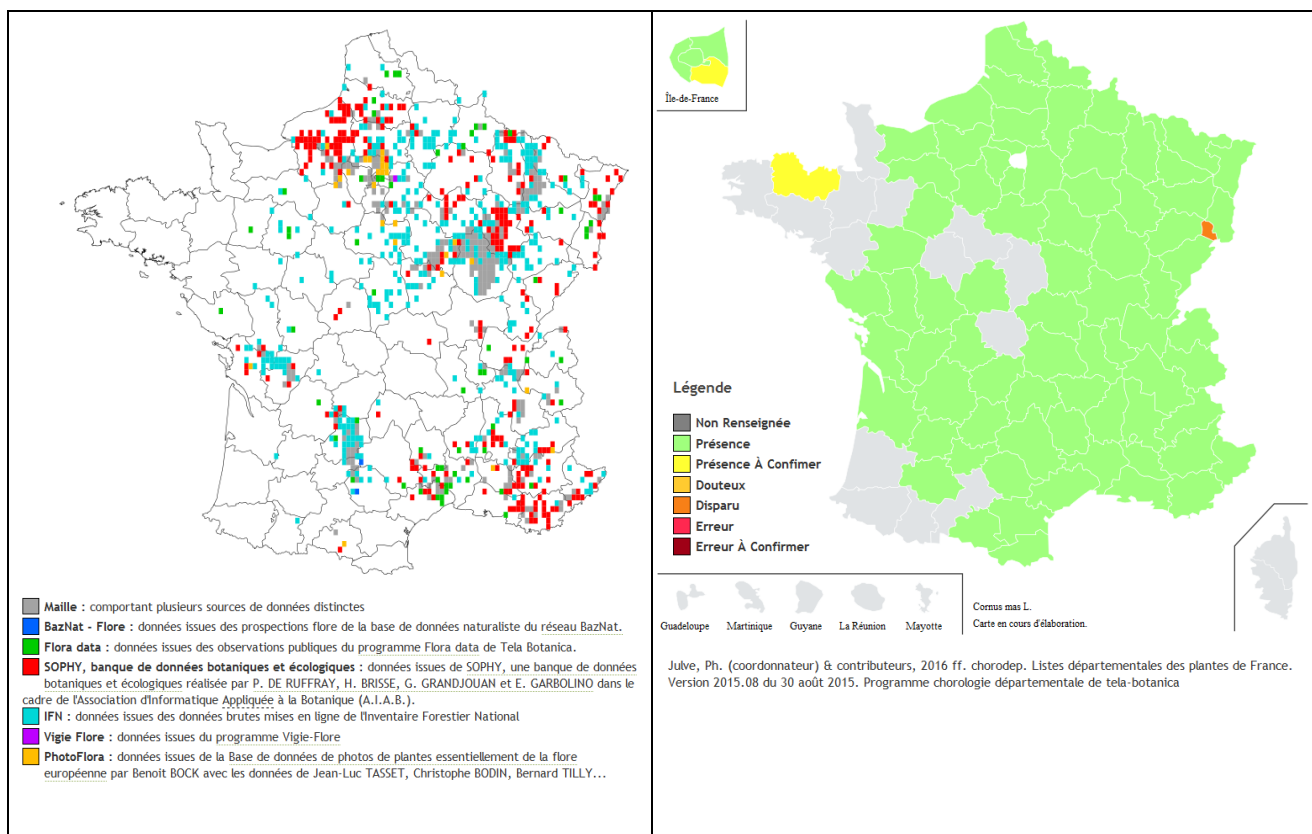 Maille : comportant plusieurs sources de données distinctes
BazNat - Flore : données issues des prospections flore de la base de données naturaliste du réseau BazNat.
Flora data : données issues des observations publiques du programme Flora data de Tela Botanica.
SOPHY, banque de données botaniques et écologiques : données issues de SOPHY, une banque de données
botaniques et écologiques réalisée par P. DE RUFFRAY, H. BRISSE, G. GRANDJOUAN et E. GARBOLINO dans le
cadre de l'Association d'Informatique Appliquée à la Botanique (A.I.A.B.).
IFN : données issues des données brutes mises en ligne de l'Inventaire Forestier National
Vigie Flore : données issues du programme Vigie-Flore
PhotoFlora : données issues de la Base de données de photos de plantes essentiellement de la flore
européenne par Benoit BOCK avec les données de Jean-Luc TASSET, Christophe BODIN, Bernard TILLY...
Île-de-France
Légende
Non Renseignée
Présence
Présence À Confimer
Douteux
Disparu
Erreur
Erreur À Confirmer
Guadeloupe
Martinique
Guyane
La Réunion
Mayotte
Cornus mas L.
Carte en cours d'élaboration.
Julve, Ph. (coordonnateur) & contributeurs, 2016 ff. chorodep. Listes départementales des plantes de France.
Version 2015.08 du 30 août 2015. Programme chorologie départementale de tela-botanica